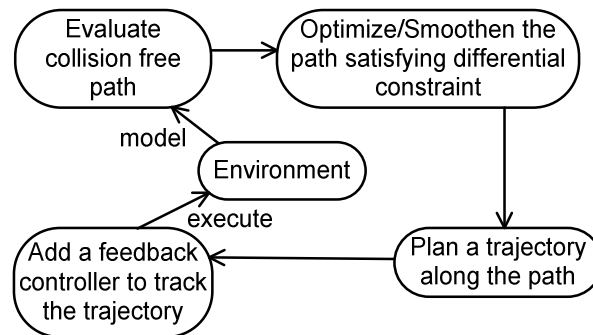 Evaluate
collision free
path
Optimize/Smoothen the
path satisfying differential
constraint
model
Environment
execute
Add a feedback
controller to track
the trajectory
Plan a trajectory
along the path